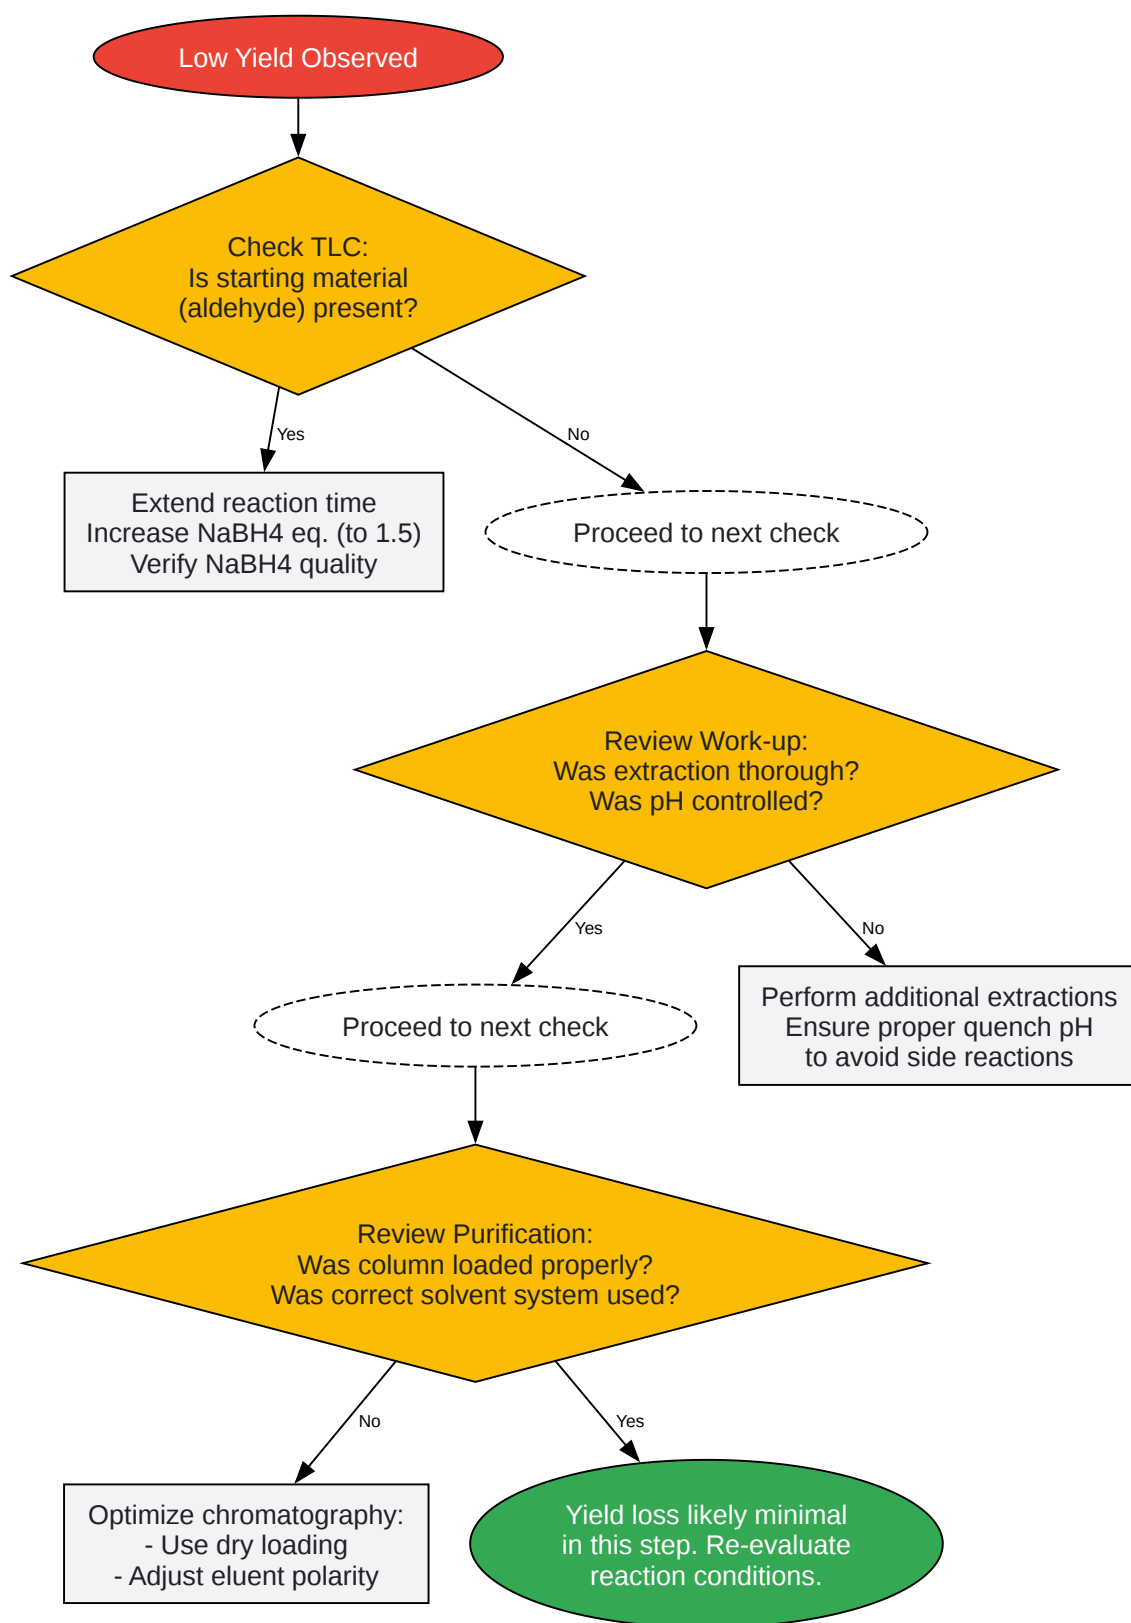 Low Yield Observed
Check TLC:
Is starting material
(aldehyde) present?
Yes
No
Extend reaction time
Increase NaBH4 eq. (to 1.5)
Verify NaBH4 quality
Proceed to next check
Review Work-up:
Was extraction thorough?
Was pH controlled?
Yes
No
Perform additional extractions
Ensure proper quench pH
to avoid side reactions
Proceed to next check
Review Purification:
Was column loaded properly?
Was correct solvent system used?
No
Yes
Optimize chromatography:
- Use dry loading
- Adjust eluent polarity
Yield loss likely minimal
in this step. Re-evaluate
reaction conditions.